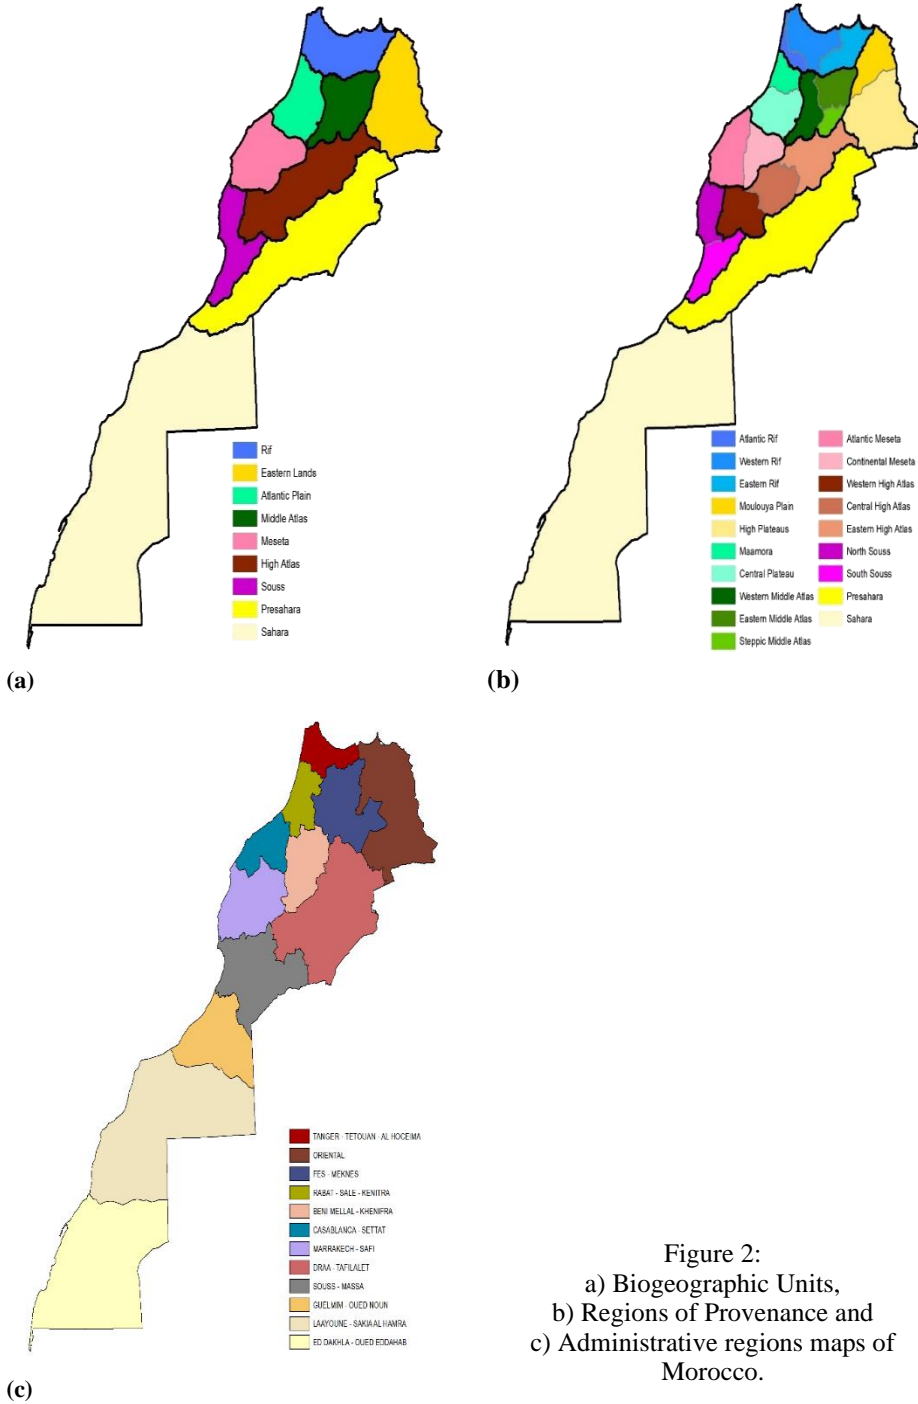 Rif
Eastern Lands
Atlantic Plain
Middle Atlas
Meseta
High Atlas
Souss
Presahara
Sahara
(a)
Atlantic Rif
Western Rif
Eastern Rif
Moulouya Plain
High Plateaus
Maamora
Central Plateau
Western Middle Atlas
Eastern Middle Atlas
Steppic Middle Atlas
Atlantic Meseta
Continental Meseta
Western High Atlas
Central High Atlas
Eastern High Atlas
North Souss
South Souss
Presahara
Sahara
(b)
TANGER - TETOUAN - AL HOCEIMA
ORIENTAL
FES - MEKNES
RABAT - SALE - KENITRA
BENI MELLAL - KHENIFRA
CASABLANCA - SETTAT
MARRAKECH - SAFI
DRAA - TAFILALET
SOUSS - MASSA
GUELMIM - OUED NOUN
LAAYOUNE - SAKIA AL HAMRA
ED DAKHLA - OUED EDDAHAB
(c)
Figure 2:
a) Biogeographic Units,
b) Regions of Provenance and
c) Administrative regions maps of
Morocco.